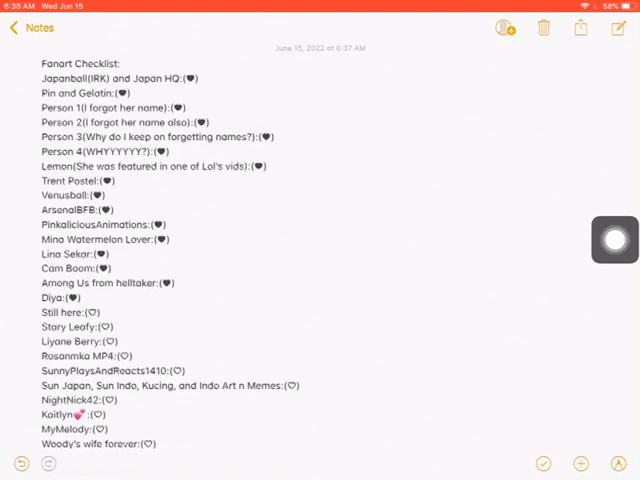 6:38 AM Wed Jun 15
58%
Notes
June 15, 2022 at 6:37 AM
Fanart Checklist:
Japanball(IRK) and Japan HQ:(🖤)
Pin and Gelatin:(🖤)
Person 1(I forgot her name):(🖤)
Person 2(I forgot her name also):(🖤)
Person 3(Why do I keep on forgetting names?):(🖤)
Person 4(WHYYYYYY?):(🖤)
Lemon(She was featured in one of Lol's vids):(🖤)
Trent Postel:(🖤)
Venusball:(🖤)
ArsenalBFB:(🖤)
PinkaliciousAnimations:(🖤)
Mina Watermelon Lover:(🖤)
Lina Sekar:(🖤)
Cam Boom:(🖤)
Among Us from helltaker:(🖤)
Diya:(🖤)
Still here:(♡)
Stary Leafy:(♡)
Liyane Berry:(♡)
Rosanmka MP4:(♡)
SunnyPlaysAndReacts1410:(♡)
Sun Japan, Sun Indo, Kucing, and Indo Art n Memes:(♡)
NightNick42:(♡)
Kaitlyn💕:(♡)
MyMelody:(♡)
Woody's wife forever:(♡)